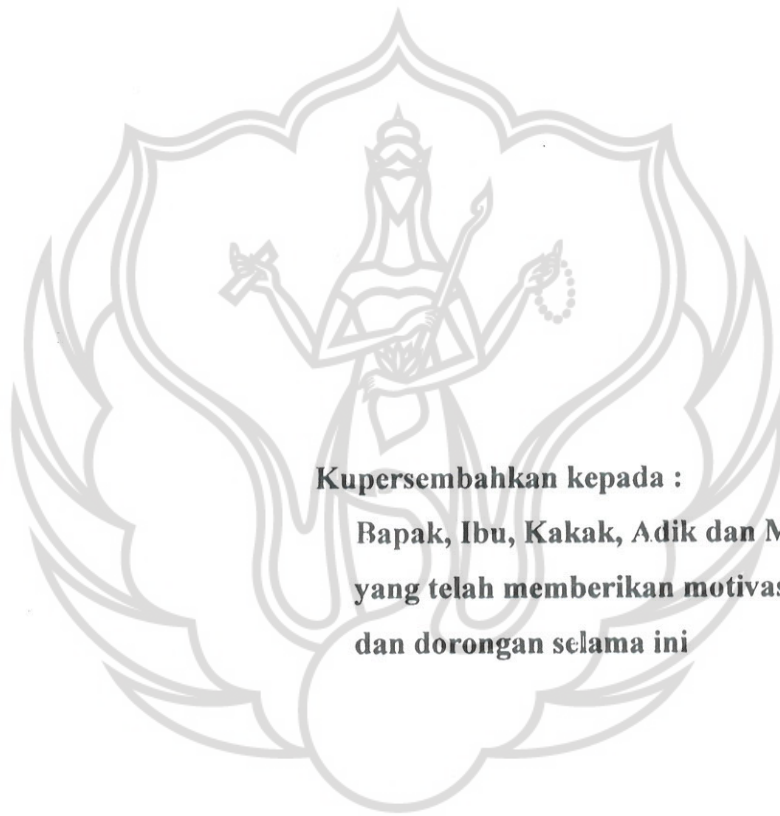 Kupersembahkan kepada :
Bapak, Ibu, Kakak, Adik dan
yang telah memberikan
dan dorongan selama ini